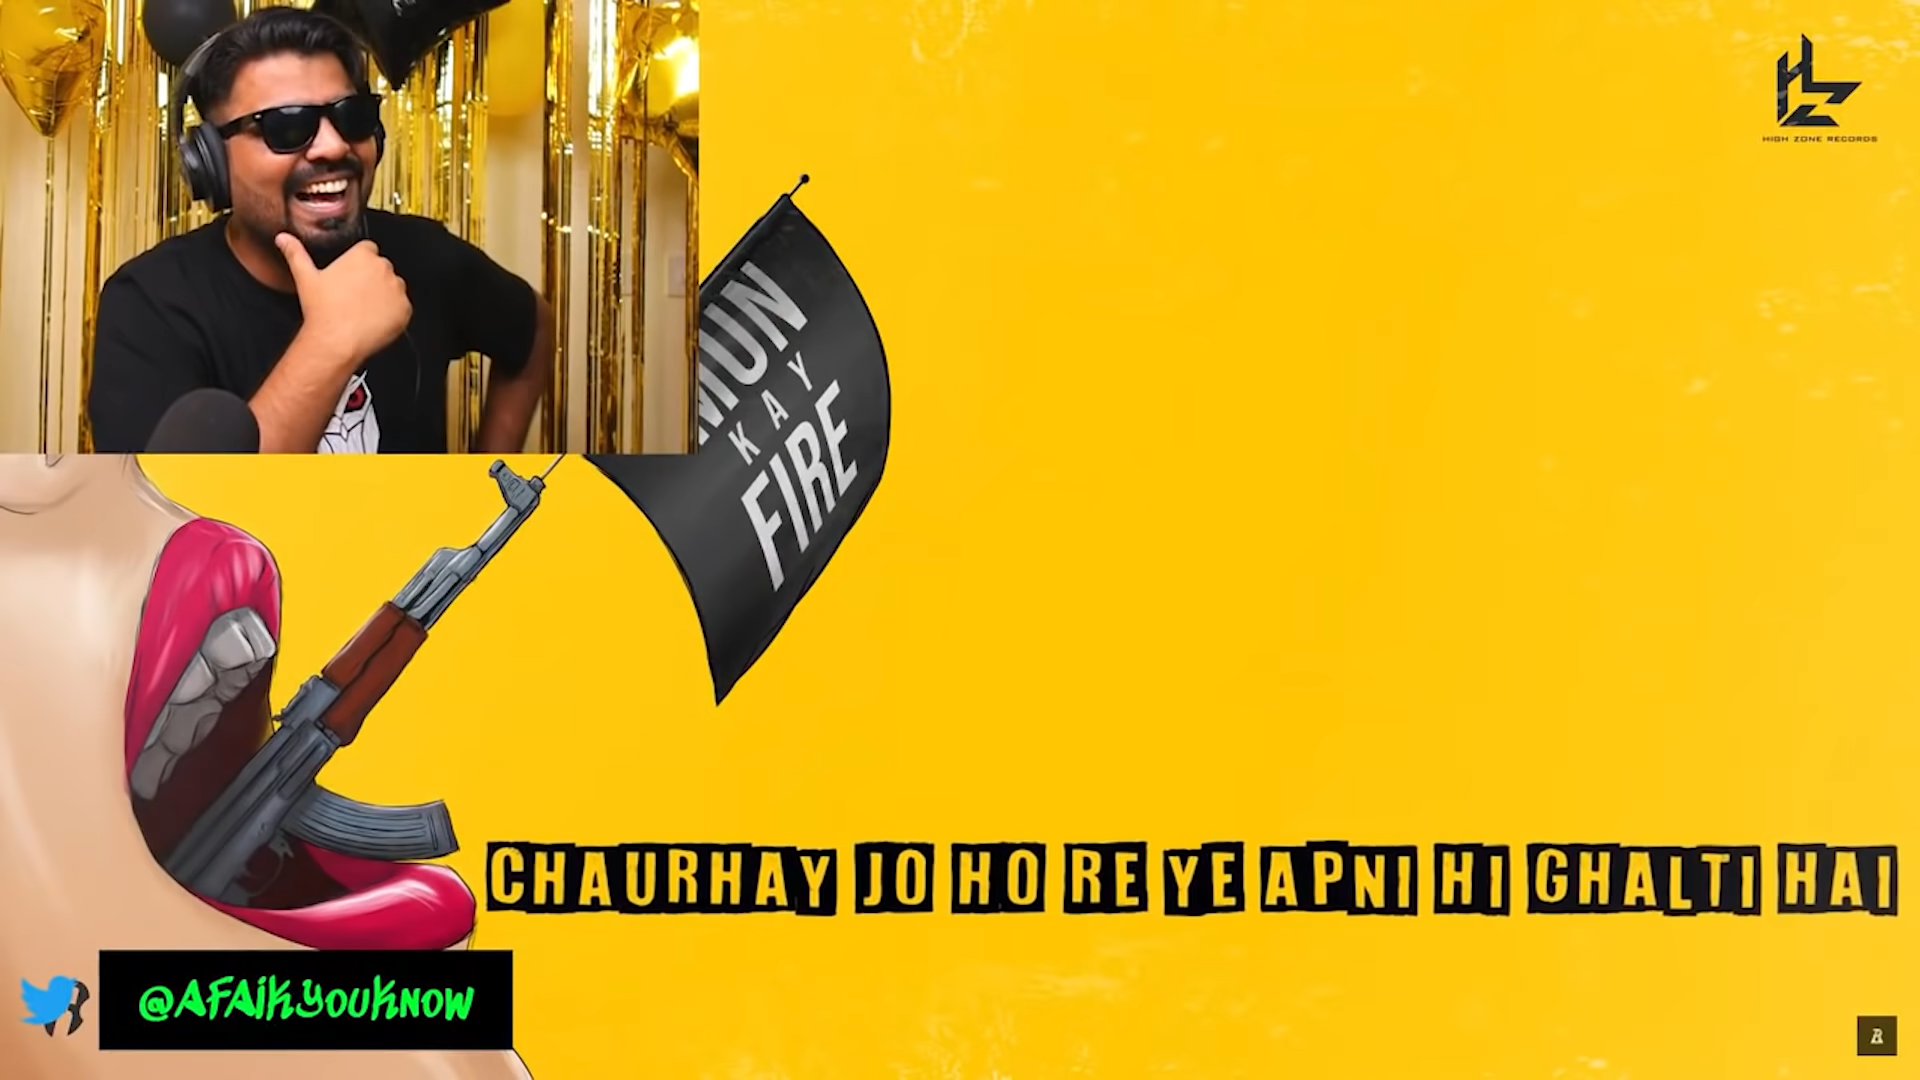 HIGH ZONE RECORDS
MUN
KAY
FIRE
CHAURHAY JO HO RE YE APNI HI GHALTI HAI
@AFAIKYOUKNOW